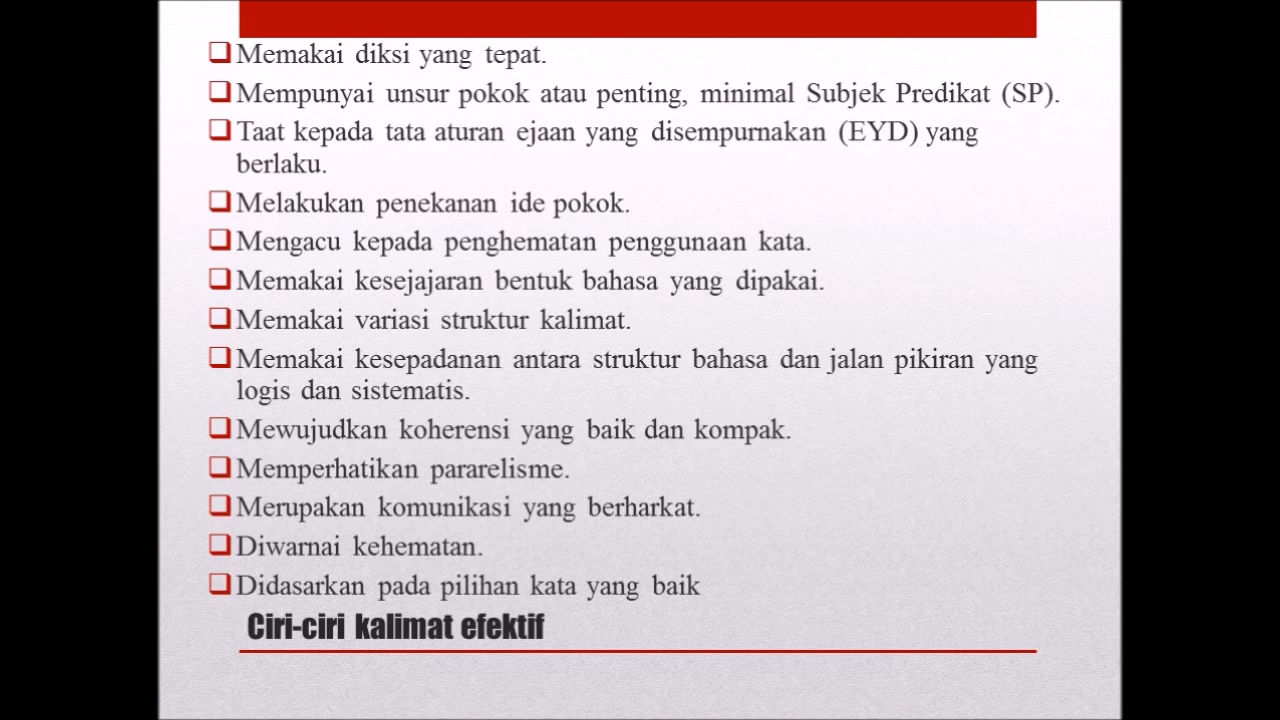 Memakai diksi yang tepat.
Mempunyai unsur pokok atau penting, minimal Subjek Predikat (SP).
Taat kepada tata aturan ejaan yang disempurnakan (EYD) yang
berlaku.
Melakukan penekanan ide pokok.
Mengacu kepada penghematan penggunaan kata.
Memakai kesejajaran bentuk bahasa yang dipakai.
Memakai variasi struktur kalimat.
Memakai kesepadanan antara struktur bahasa dan jalan pikiran yang
logis dan sistematis.
Mewujudkan koherensi yang baik dan kompak.
Memperhatikan pararelisme.
Merupakan komunikasi yang berharkat.
Diwarnai kehematan.
Didasarkan pada pilihan kata yang baik
Ciri-ciri kalimat efektif